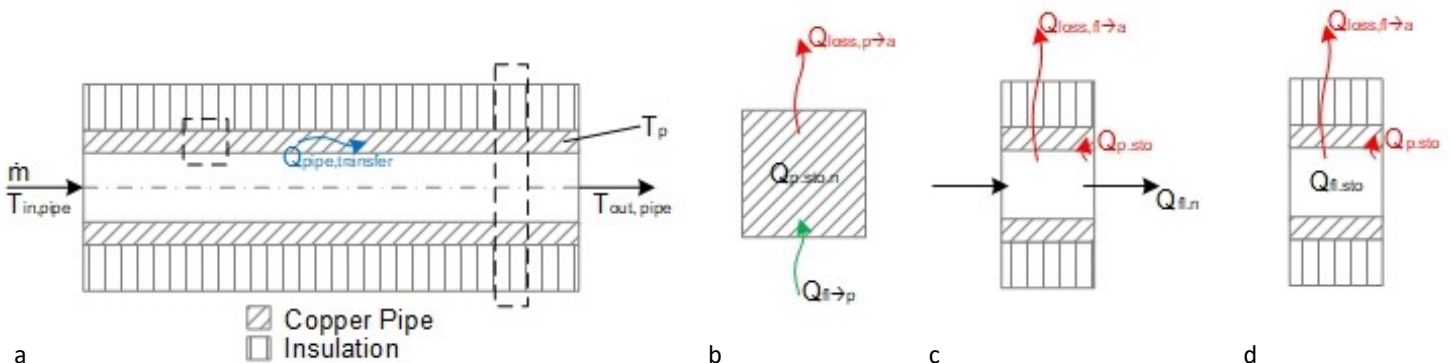 Qloss,p→a
Qloss,fl→a
Qloss,fl→a
Tp
Qpipe,transfer
Qp.sto
Qp.sto
ṁ
Tin,pipe
Tout, pipe
Qp.sto,n
Qfl.n
Qfl.sto
Qfl→p
Copper Pipe
Insulation
a
b
c
d